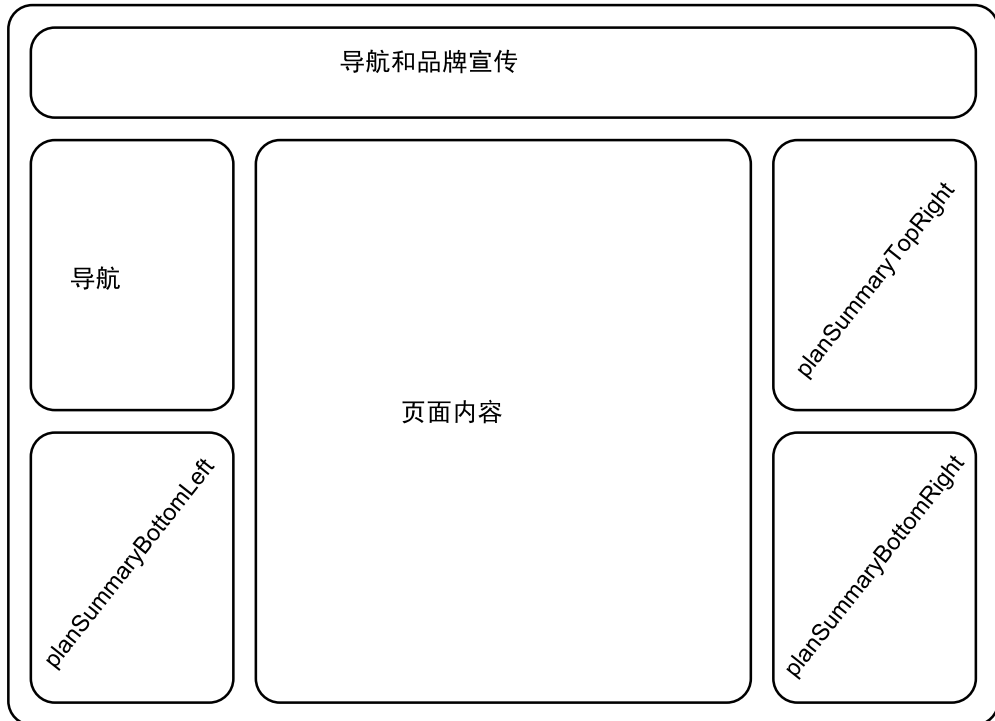 导航和品牌宣传
导航
planSummaryTopRight
页面内容
planSummaryBottomLeft
planSummaryBottomRight